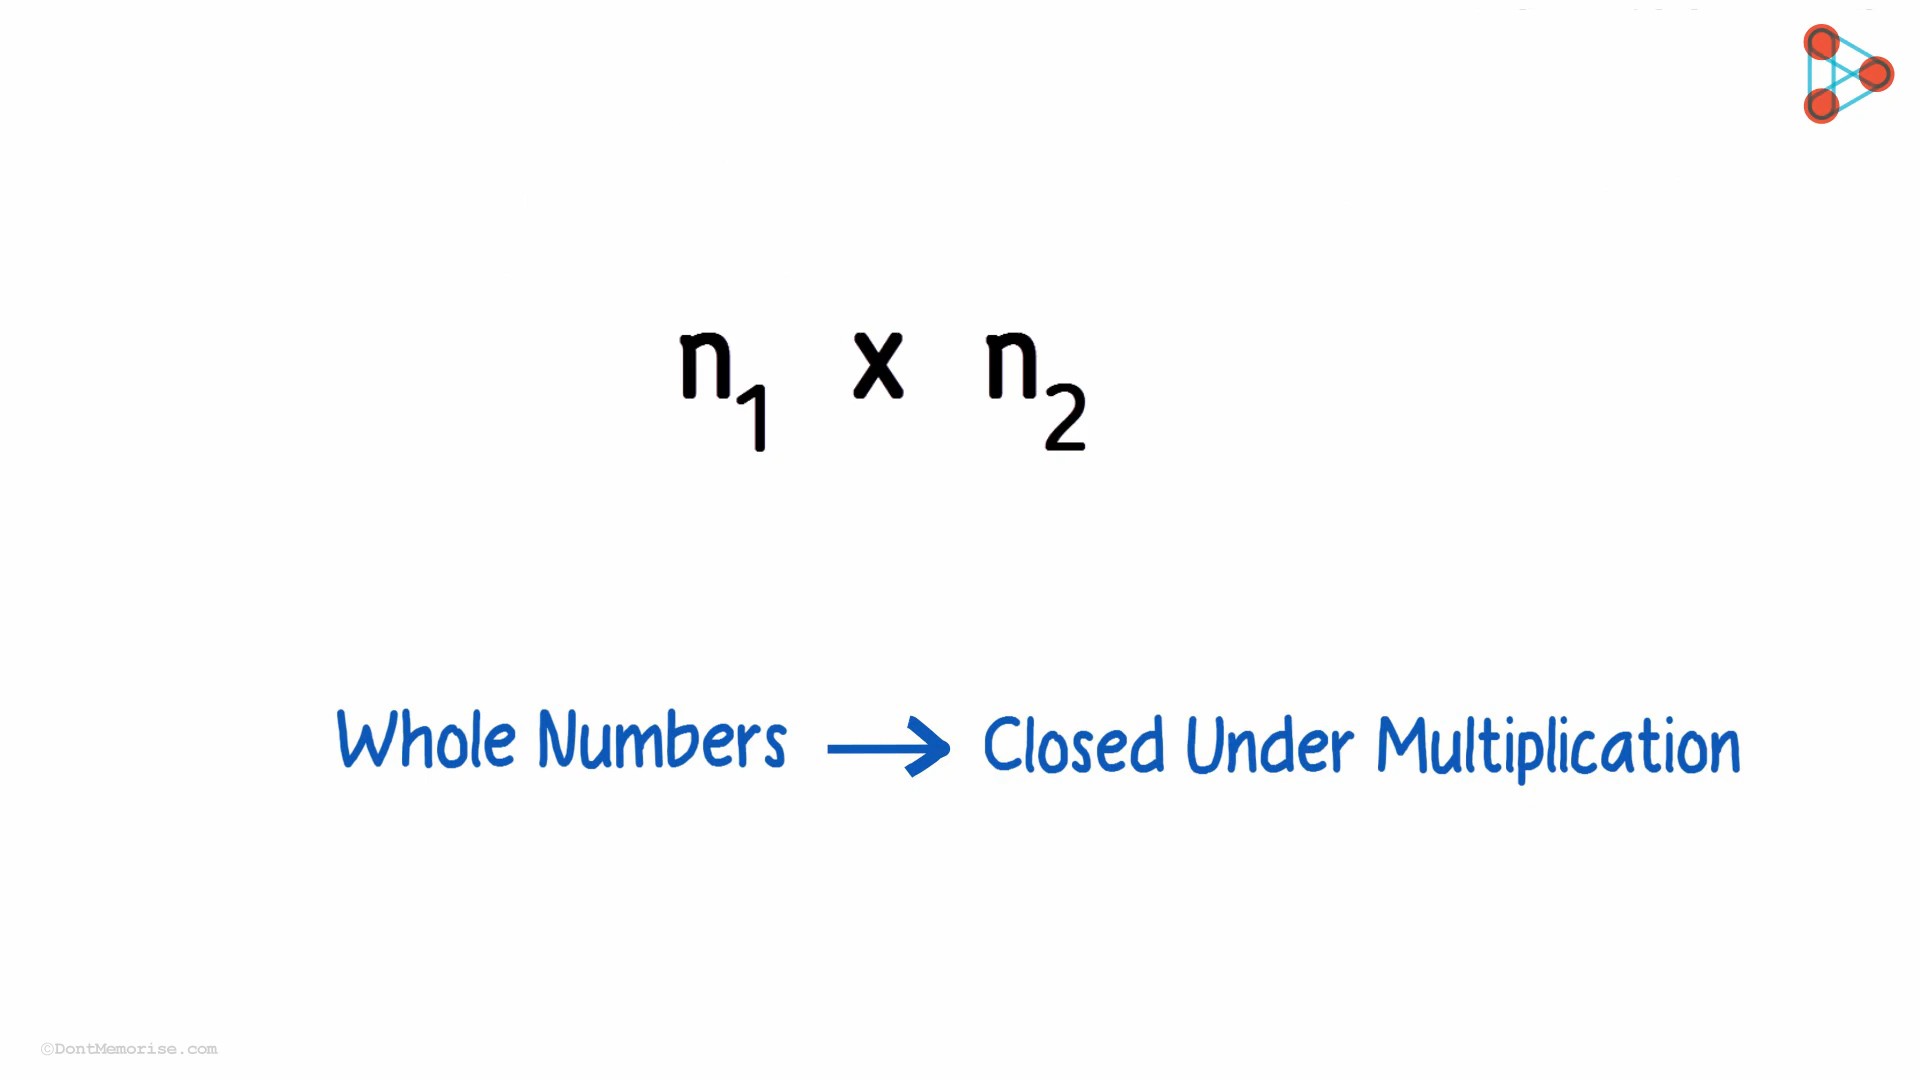 n₁ x n₂
Whole Numbers → Closed Under Multiplication
©DontMemorise.com